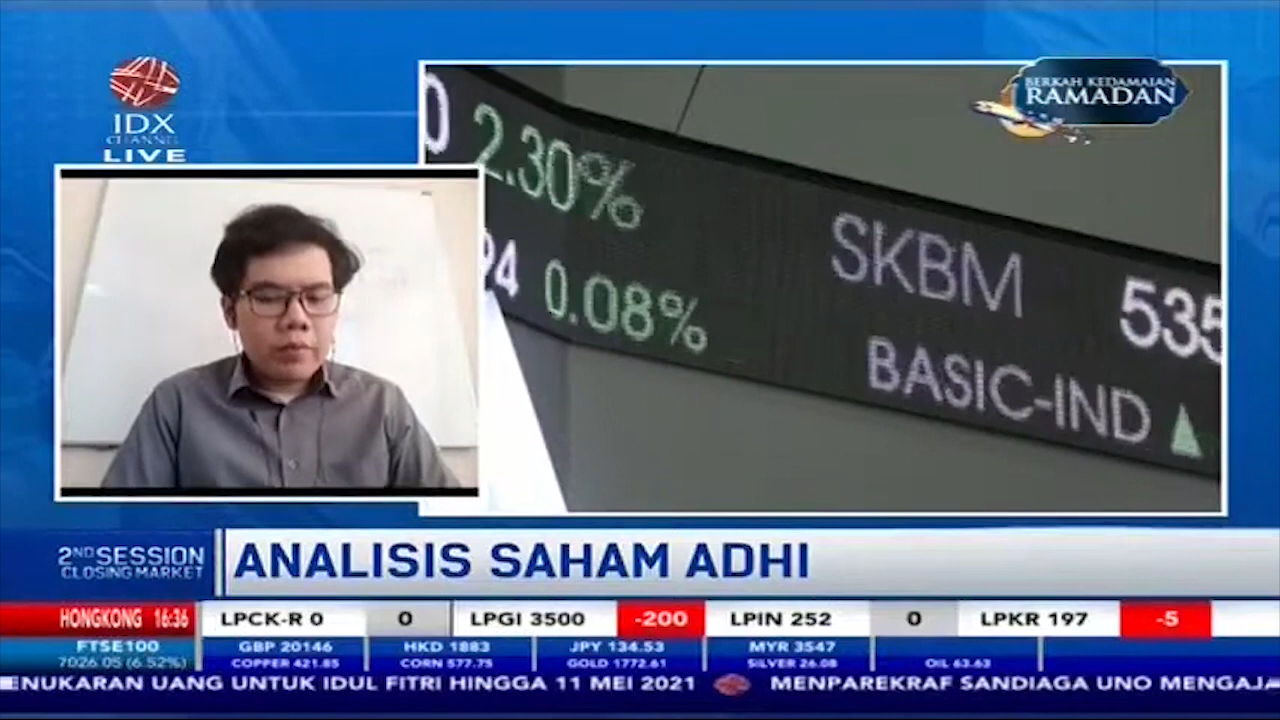 IDX
CHANNEL
LIVE
BERKAH KEDAMAIAN
RAMADAN
0 2.30%
94 0.08%
SKBM 535
BASIC-IND
2ND SESSION
CLOSING MARKET
ANALISIS SAHAM ADHI
HONGKONG 16:36
LPCK-R 0 0 LPGI 3500 -200 LPIN 252 0 LPKR 197 -5
FTSE100
7026.05 (6.52%)
GBP 20146 HKD 1883 JPY 134.53 MYR 3547
COPPER 421.85 CORN 577.75 GOLD 1772.61 SILVER 26.08 OIL 63.63
ENUKARAN UANG UNTUK IDUL FITRI HINGGA 11 MEI 2021 MENPAREKRAF SANDIAGA UNO MENGAJA